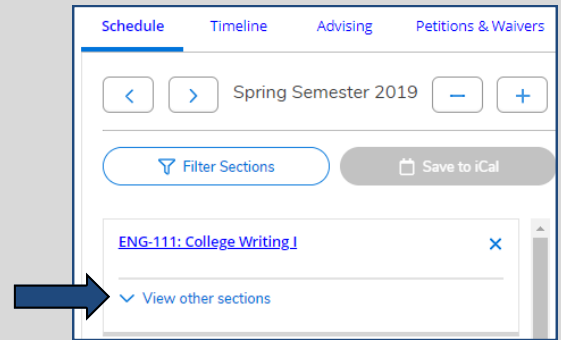 Schedule Timeline Advising Petitions & Waivers
Spring Semester 2019
Filter Sections Save to iCal
ENG-111: College Writing I
View other sections